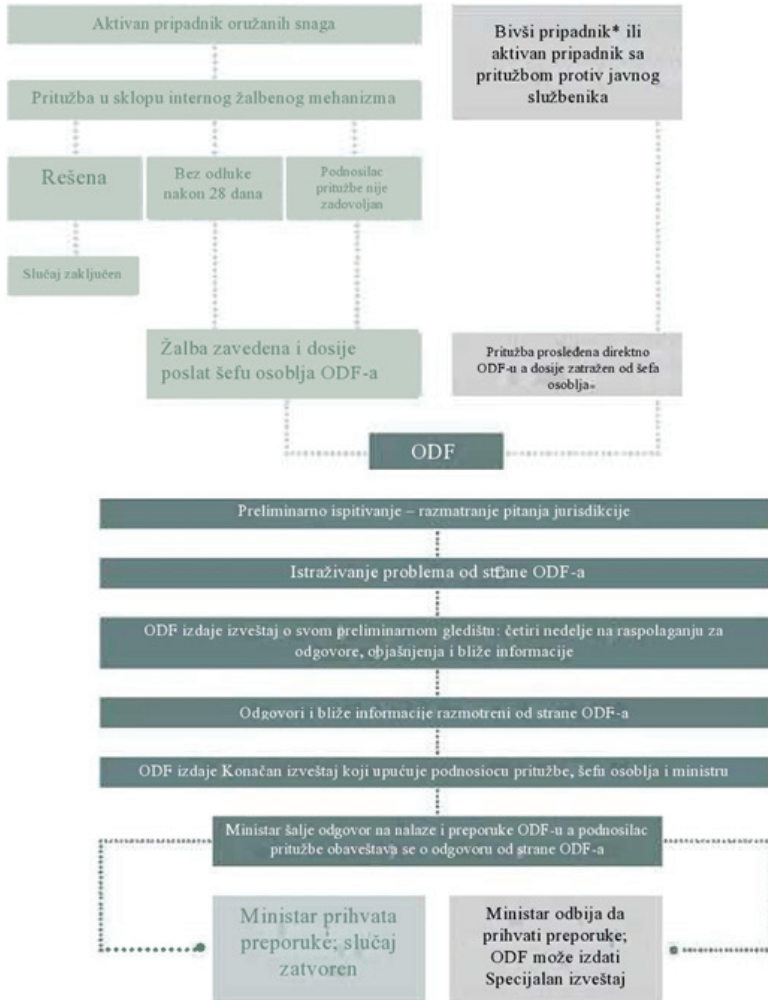 Aktivan pripadnik oružanih snaga
Bivši pripadnik* ili
aktivan pripadnik sa
pritužbom protiv javnog
službenika
Pritužba u sklopu internog žalbenog mehanizma
Rešena
Bez odluke
nakon 28 dana
Podnosilac
pritužbe nije
zadovoljan
Slučaj zaključen
Žalba zavedena i dosije
poslat šefu osoblja ODF-a
Pritužba prosleđena direktno
ODF-u a dosije zatražen od šefa
osoblja
ODF
Preliminarno ispitivanje – razmatranje pitanja jurisdikcije
Istraživanje problema od strane ODF-a
ODF izdaje izveštaj o svom preliminarnom gledištu: četiri nedelje na raspolaganju za
odgovore, objašnjenja i bliže informacije
Odgovori i bliže informacije razmotreni od strane ODF-a
ODF izdaje Konačan izveštaj koji upućuje podnosiocu pritužbe, šefu osoblja i ministru
Ministar šalje odgovor na nalaze i preporuke ODF-u a podnosilac
pritužbe obaveštava se o odgovoru od strane ODF-a
Ministar prihvata
preporuke; slučaj
zatvoren
Ministar odbija da
prihvati preporuke;
ODF može izdati
Specijalan izveštaj